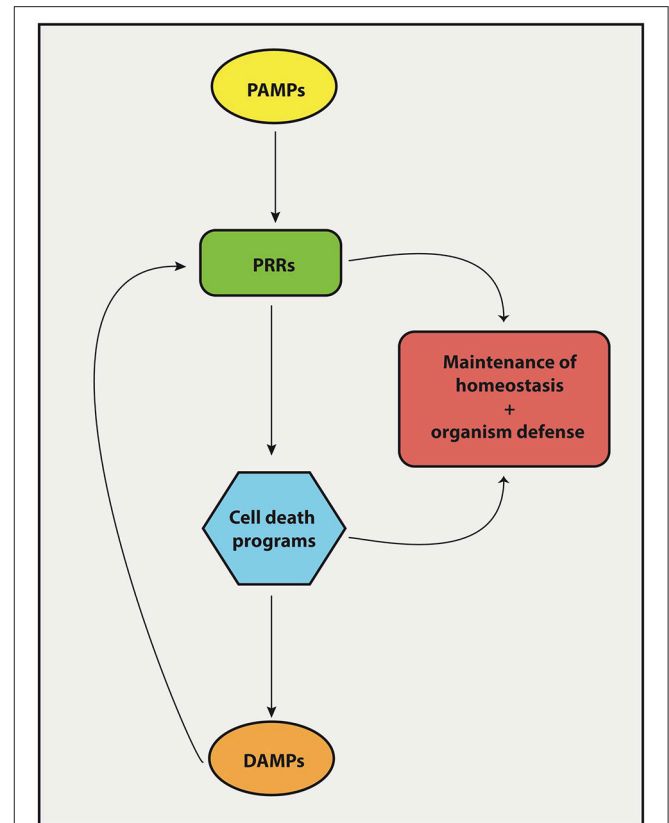 PAMPs
PRRs
Maintenance of
homeostasis
+
organism defense
Cell death
programs
DAMPs